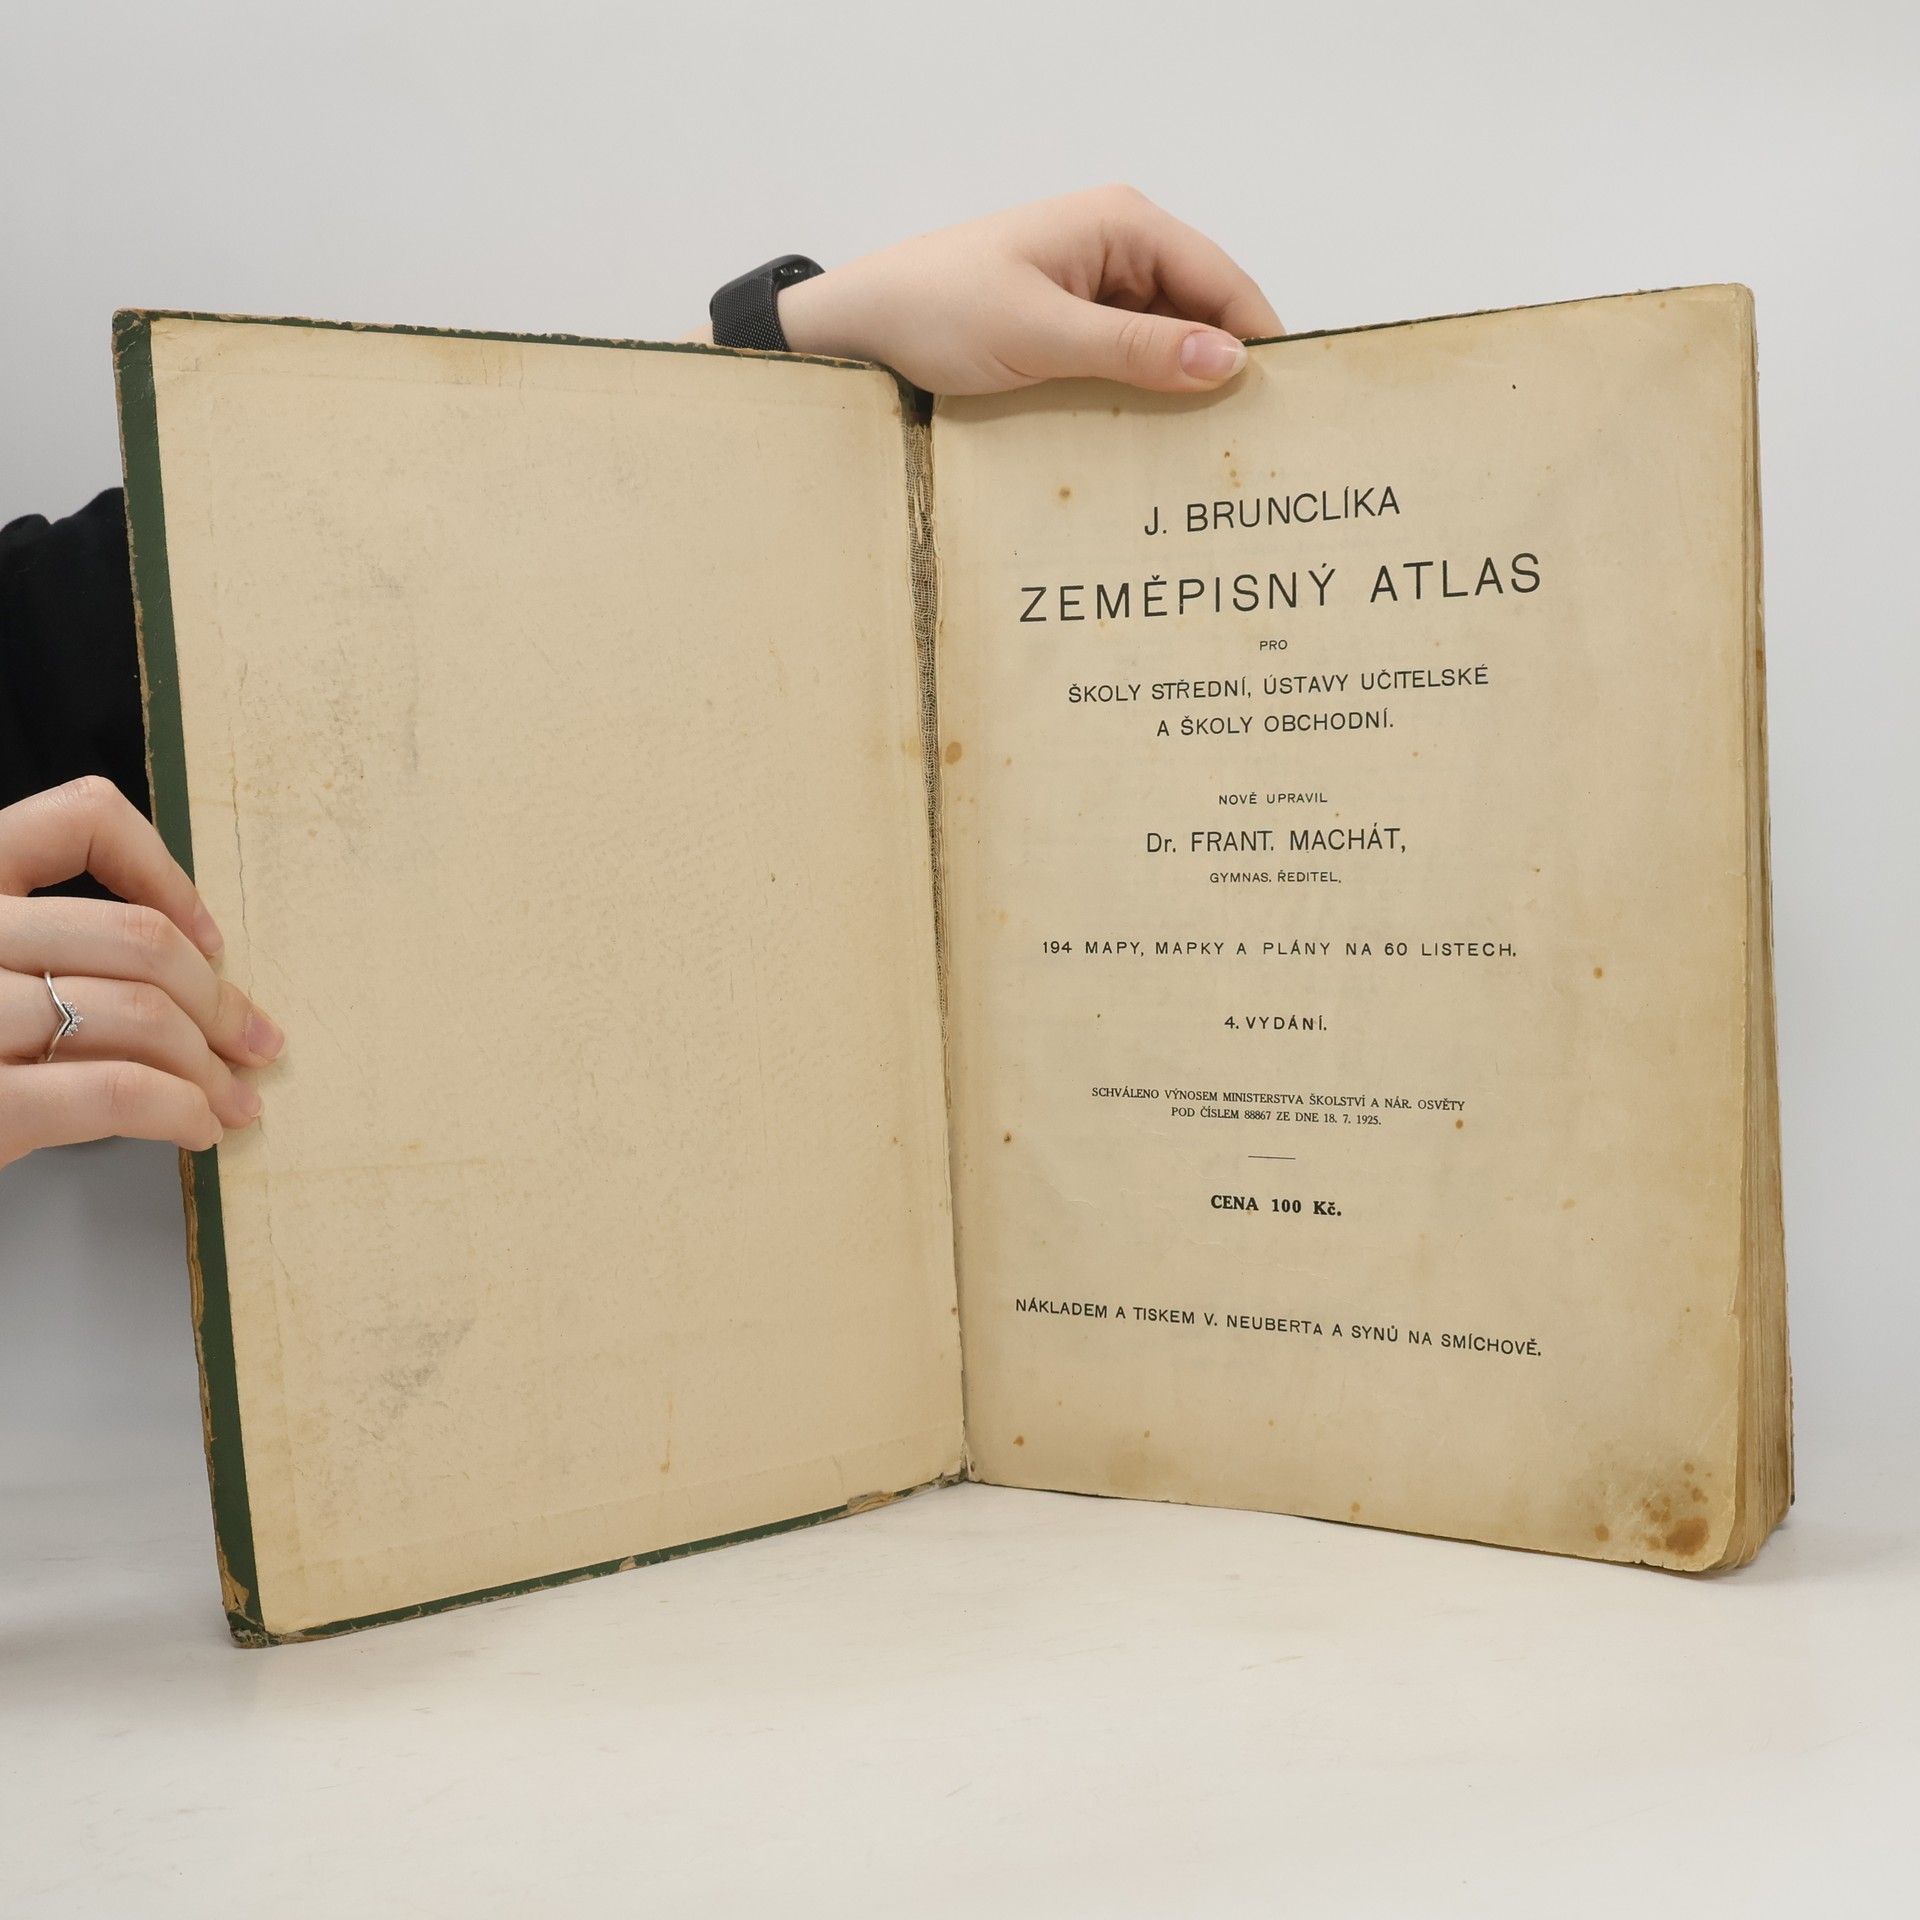 J. BRUNCLÍKA
ZEMĚPISNÝ ATLAS
PRO
ŠKOLY STŘEDNÍ, ÚSTAVY UČITELSKÉ
A ŠKOLY OBCHODNÍ.
NOVĚ UPRAVIL
Dr. FRANT. MACHÁT,
GYMNAS. ŘEDITEL,
194 MAPY, MAPKY A PLÁNY NA 60 LISTECH.
4. VYDÁNÍ.
SCHVÁLENO VÝNOSEM MINISTERSTVA ŠKOLSTVÍ A NÁR. OSVĚTY
POD ČÍSLEM 88867 ZE DNE 18. 7. 1925.
CENA 100 Kč.
NÁKLADEM A TISKEM V. NEUBERTA A SYNŮ NA SMÍCHOVĚ.